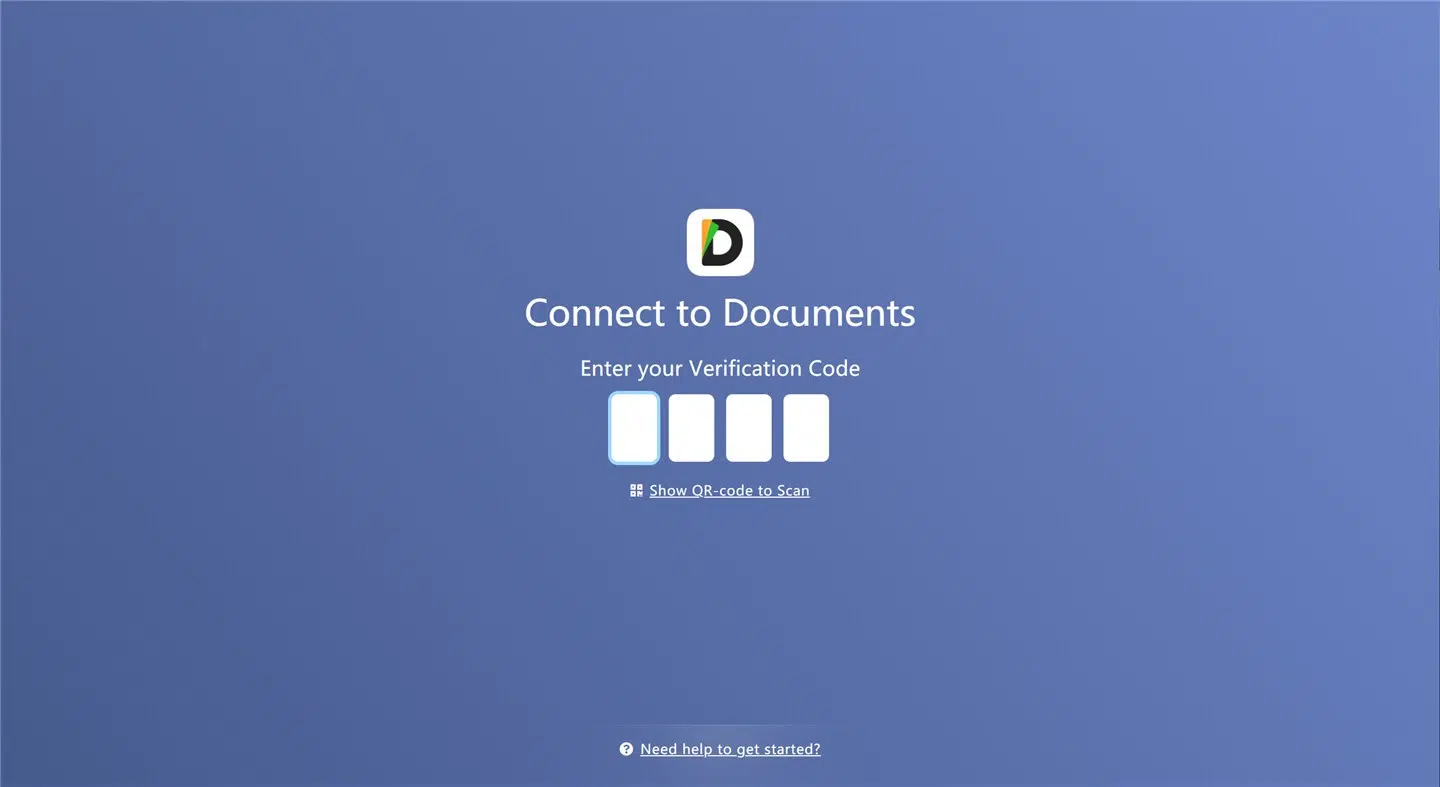 D
Connect to Documents
Enter your Verification Code
Show QR-code to Scan
Need help to get started?